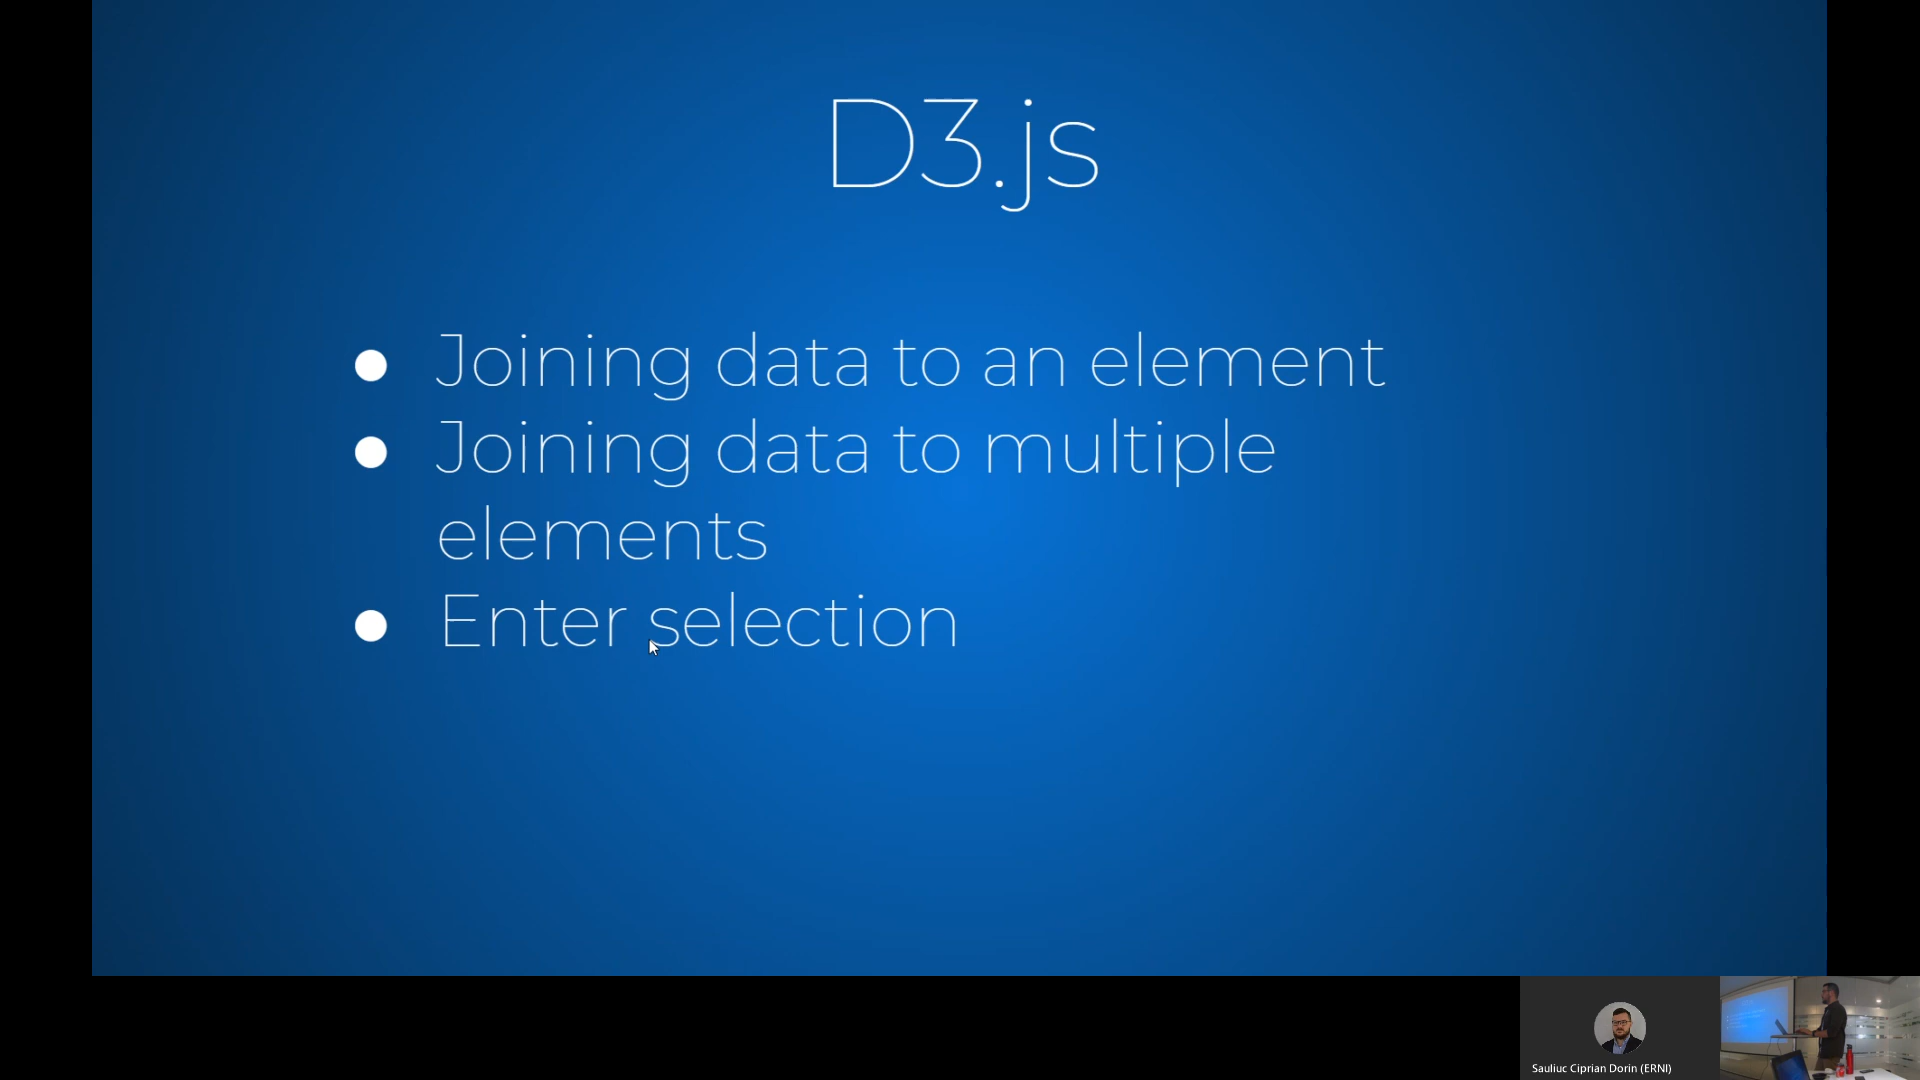 D3.js
● Joining data to an element
● Joining data to multiple
elements
● Enter selection
Sauliuc Ciprian Dorin (ERNI)